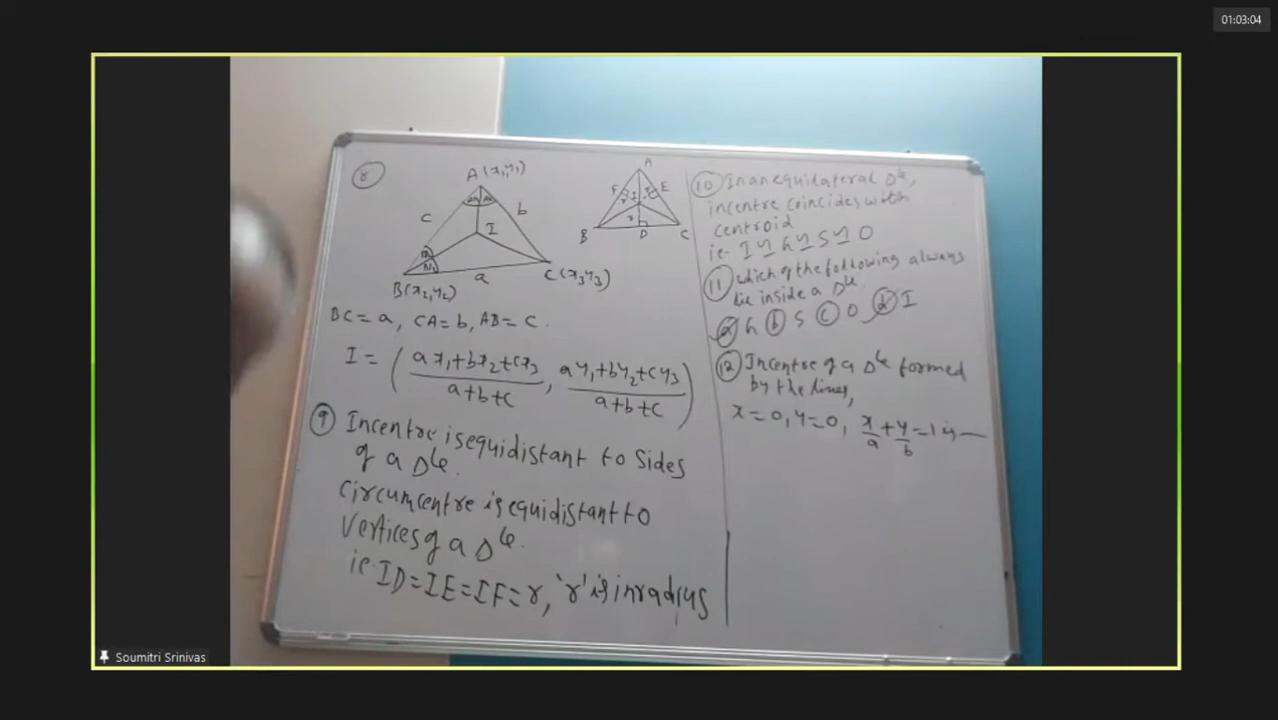 01:03:04
8
A (x1,y1)
c
b
I
B(x2,y2)
a
C (x3,y3)
A
F
E
r
B
D
C
BC = a, CA = b, AB = c.
I = ( ax1+bx2+cx3 / a+b+c , ay1+by2+cy3 / a+b+c )
9 Incentre is equidistant to sides
of a Δle.
Circumcentre is equidistant to
Vertices of a Δle.
ie. ID = IE = IF = r, 'r' is inradius
10 In an equilateral Δle,
incentre coincides with
centroid
ie. I ≌ G ≌ S ≌ O
11 which of the following always
lie inside a Δle
a G b S c O d I
12 Incentre of a Δle formed
by the lines,
x=0, y=0, x/a + y/b = 1 is —
Soumitri Srinivas